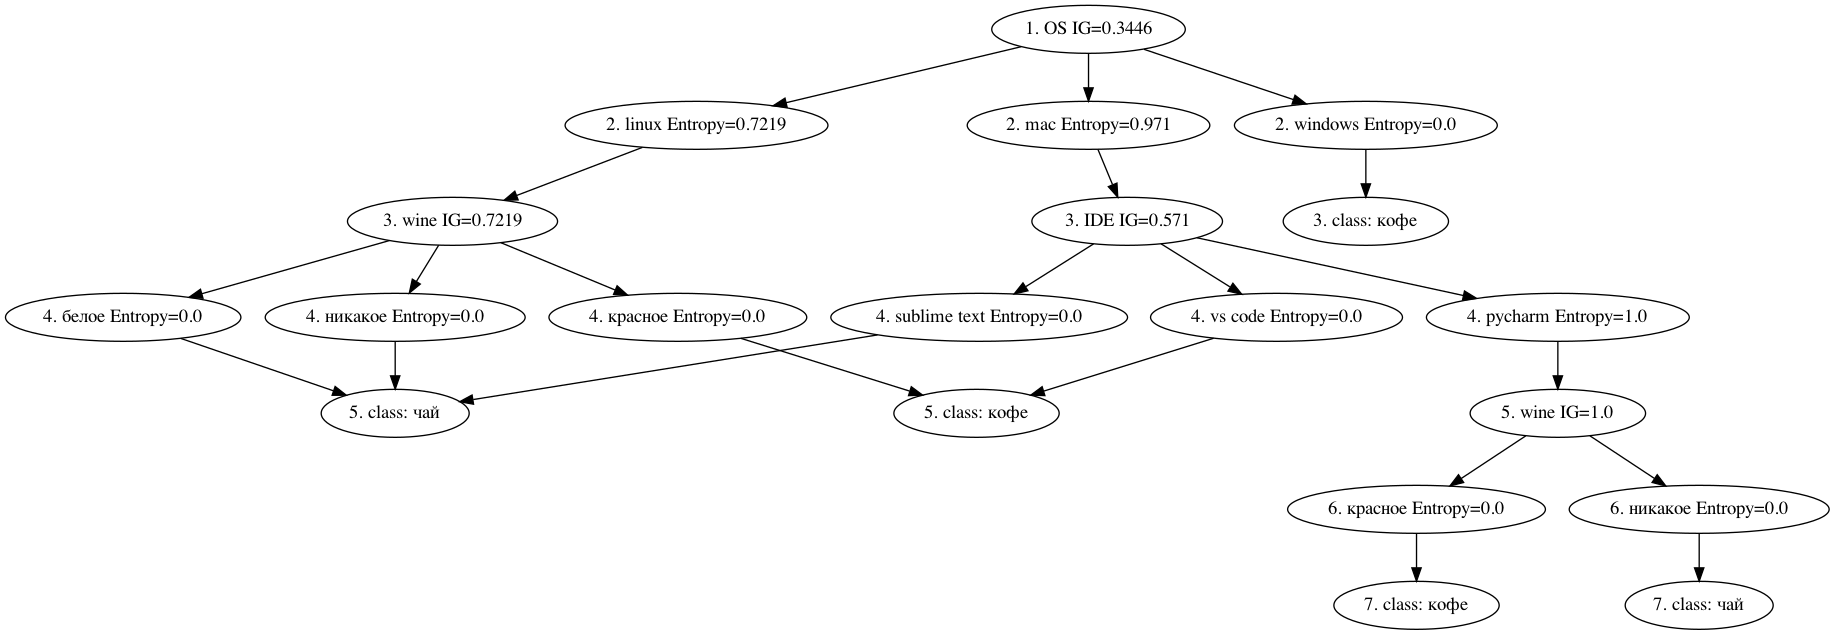 1. OS IG=0.3446
2. linux Entropy=0.7219
2. mac Entropy=0.971
2. windows Entropy=0.0
3. wine IG=0.7219
3. IDE IG=0.571
3. class: кофе
4. белое Entropy=0.0
4. никакое Entropy=0.0
4. красное Entropy=0.0
4. sublime text Entropy=0.0
4. vs code Entropy=0.0
4. pycharm Entropy=1.0
5. class: чай
5. class: кофе
5. wine IG=1.0
6. красное Entropy=0.0
6. никакое Entropy=0.0
7. class: кофе
7. class: чай